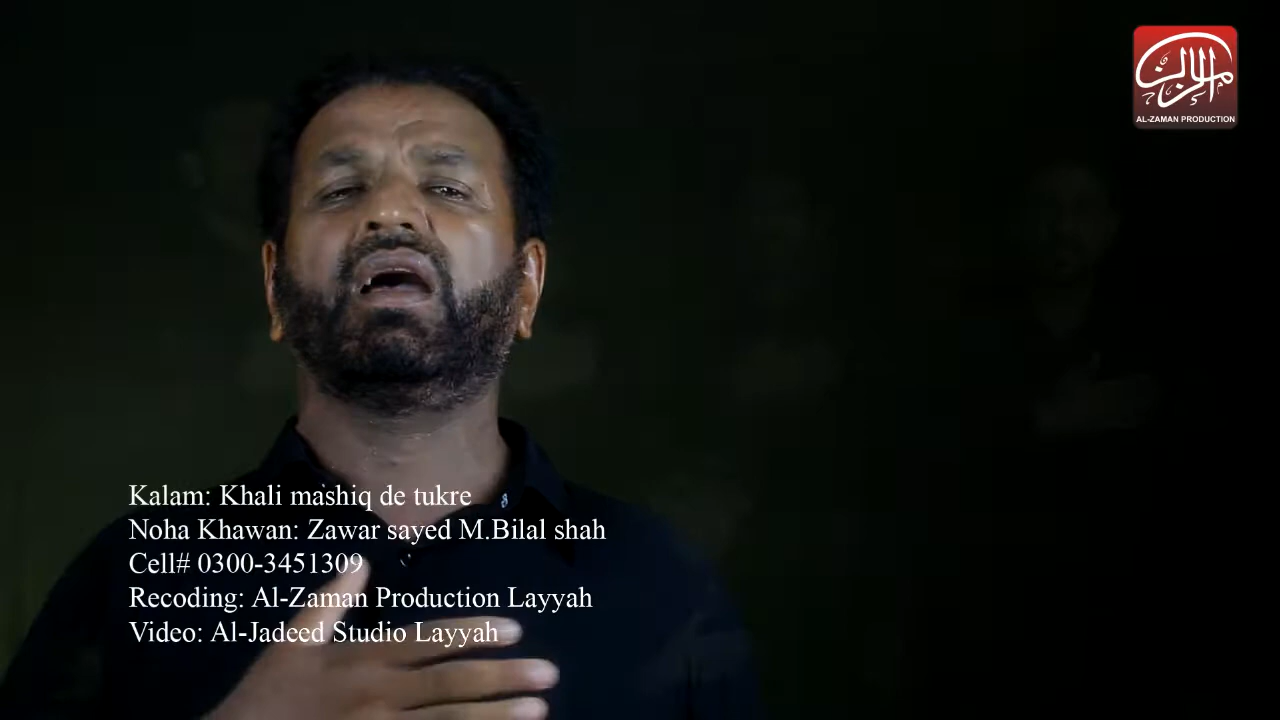 الزمان
AL-ZAMAN PRODUCTION
Kalam: Khali mashiq de tukre
Noha Khawan: Zawar sayed M.Bilal shah
Cell# 0300-3451309
Recoding: Al-Zaman Production Layyah
Video: Al-Jadeed Studio Layyah